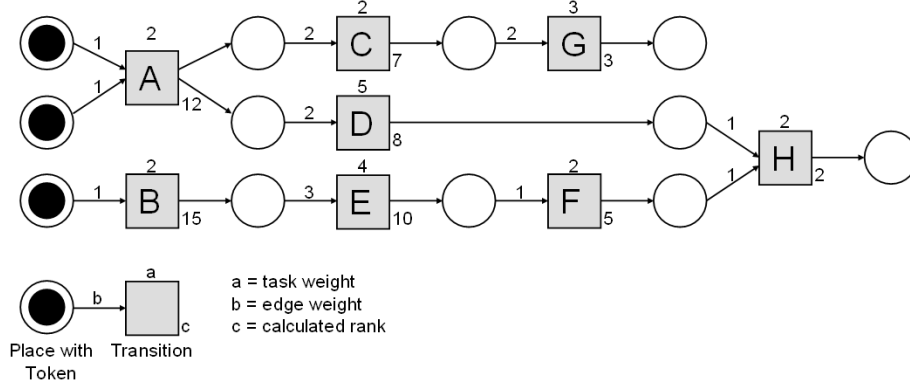 2 2 3
1 2 C 2 G
A 7 3
1 12 5
2 D 1 2
8 H
2 4 2 1 2
1 B 3 E 1 F
15 10 5
a
b
c
a = task weight
b = edge weight
c = calculated rank
Place with Transition
Token